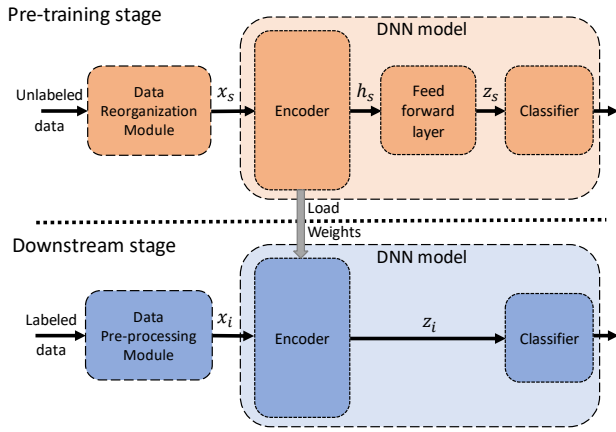 Pre-training stage
DNN model
Unlabeled
data
Data
Reorganization
Module
x_s
Encoder
h_s
Feed
forward
layer
z_s
Classifier
Load
Weights
Downstream stage
DNN model
Labeled
data
Data
Pre-processing
Module
x_i
Encoder
z_i
Classifier